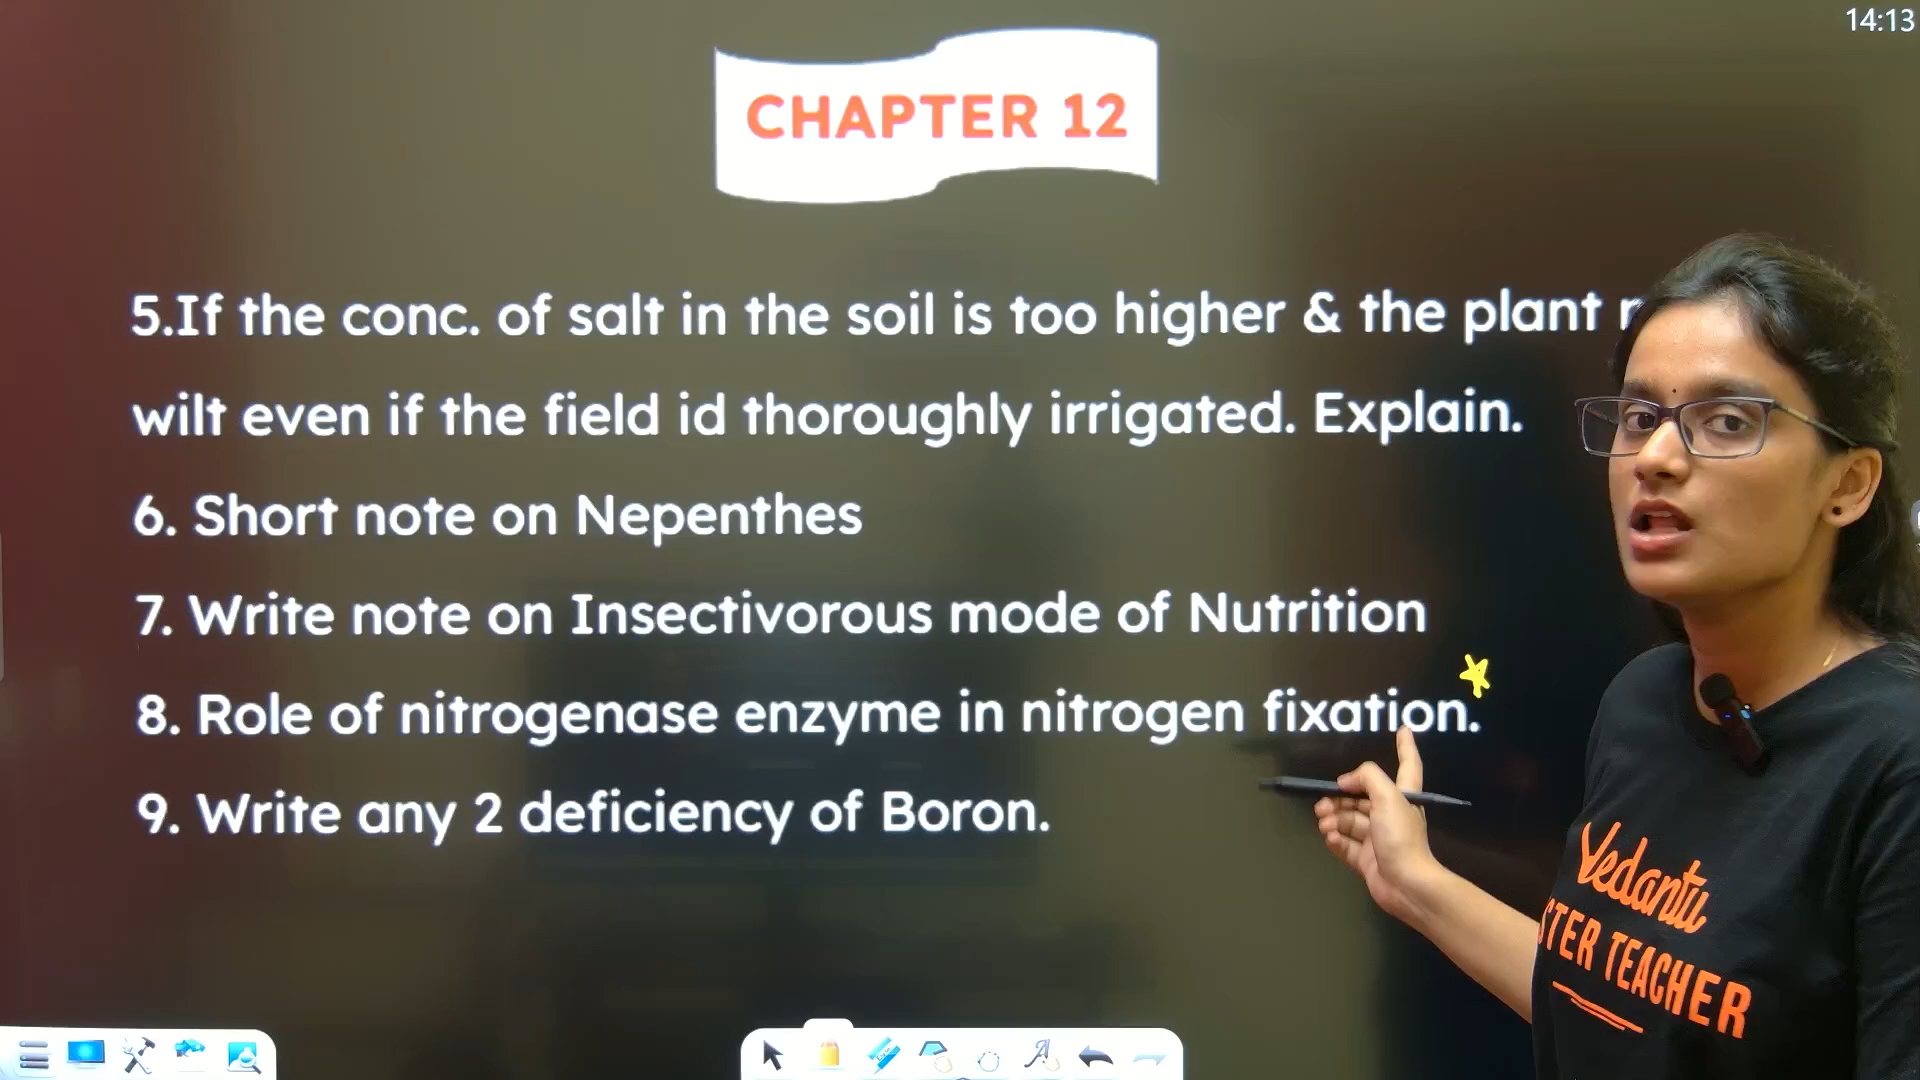 14:13
CHAPTER 12
5.If the conc. of salt in the soil is too higher & the plant
wilt even if the field id thoroughly irrigated. Explain.
6. Short note on Nepenthes
7. Write note on Insectivorous mode of Nutrition
8. Role of nitrogenase enzyme in nitrogen fixation.
9. Write any 2 deficiency of Boron.
Vedantu
TEACHER